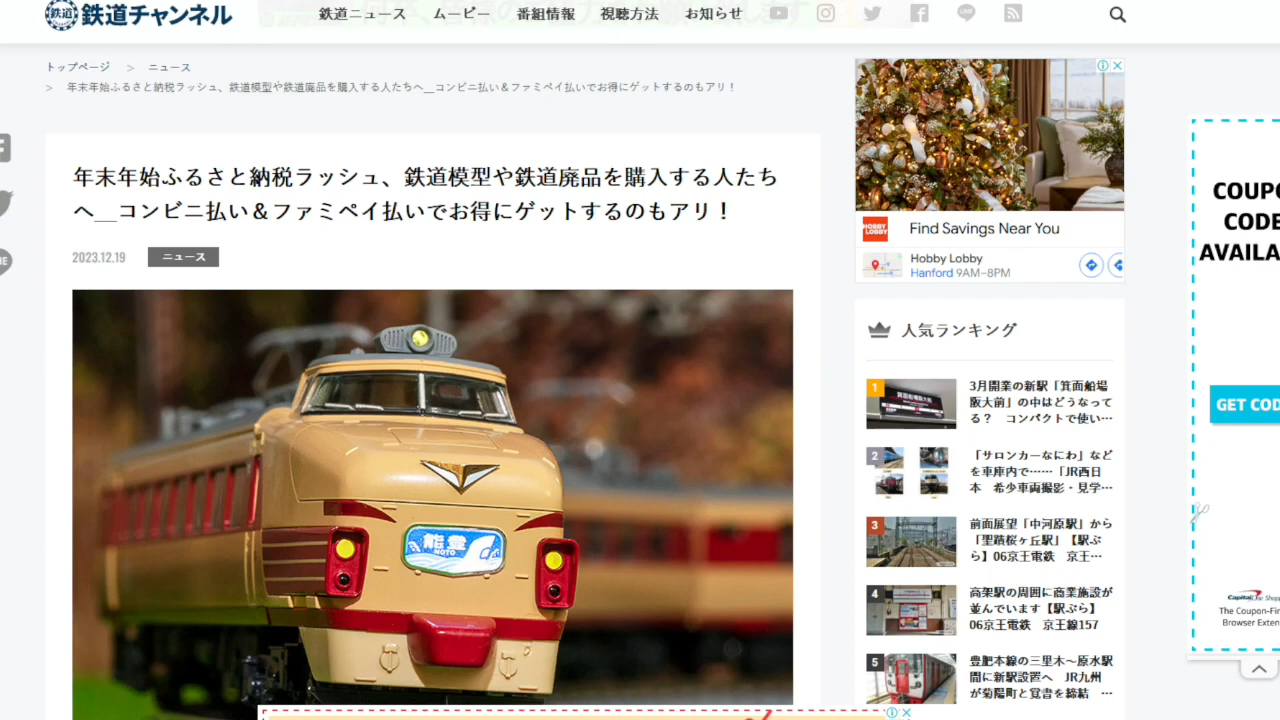 鉄道 鉄道チャンネル
鉄道ニュース ムービー 番組情報 視聴方法 お知らせ
トップページ > ニュース
> 年末年始ふるさと納税ラッシュ、鉄道模型や鉄道廃品を購入する人たちへ__コンビニ払い＆ファミペイ払いでお得にゲットするのもアリ！
年末年始ふるさと納税ラッシュ、鉄道模型や鉄道廃品を購入する人たち
へ__コンビニ払い＆ファミペイ払いでお得にゲットするのもアリ！
2023.12.19 ニュース
能登
NOTO
HOBBY LOBBY
Find Savings Near You
Hobby Lobby
Hanford 9AM–8PM
人気ランキング
1
3月開業の新駅「箕面船場
阪大前」の中はどうなって
る？ コンパクトで使い…
2
「サロンカーなにわ」など
を車庫内で……「JR西日
本 希少車両撮影・見学…
3
前面展望「中河原駅」から
「聖蹟桜ヶ丘駅」【駅ぶ
ら】06京王電鉄 京王…
4
高架駅の周囲に商業施設が
並んでいます【駅ぶら】
06京王電鉄 京王線157
5
豊肥本線の三里木～原水駅
間に新駅設置へ JR九州
が菊陽町と覚書を締結 …
COUPO
CODE
AVAILA
GET COD
Capital One Shopp
The Coupon-Fin
Browser Exten